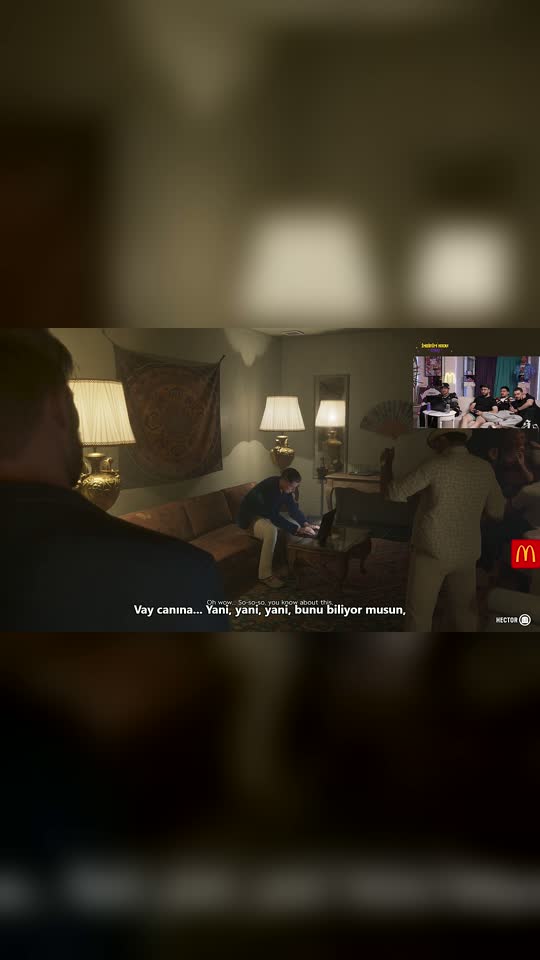 Oh wow... So-so-so, you know about this,
Vay canına... Yani, yani, yani, bunu biliyor musun,
HECTOR